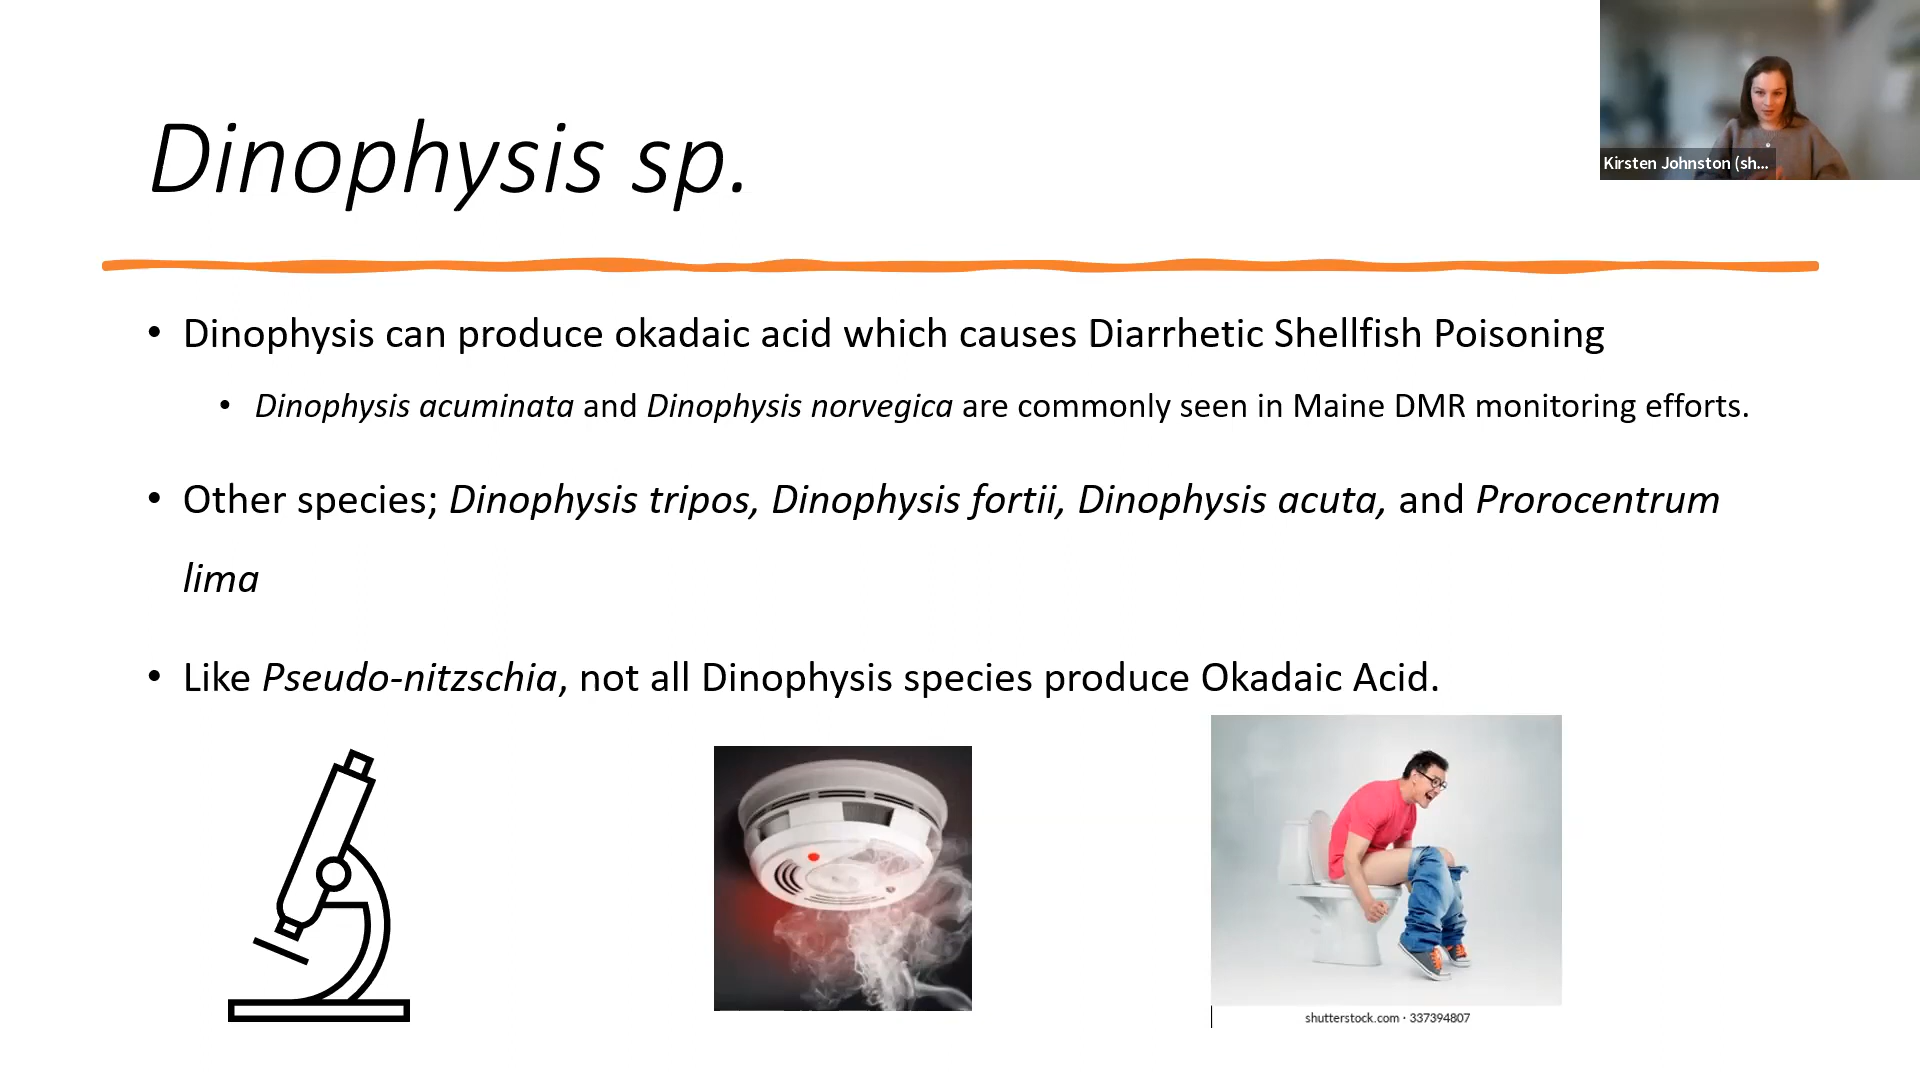 Kirsten Johnston (sh...
Dinophysis sp.
• Dinophysis can produce okadaic acid which causes Diarrhetic Shellfish Poisoning
• Dinophysis acuminata and Dinophysis norvegica are commonly seen in Maine DMR monitoring efforts.
• Other species; Dinophysis tripos, Dinophysis fortii, Dinophysis acuta, and Prorocentrum
lima
• Like Pseudo-nitzschia, not all Dinophysis species produce Okadaic Acid.
shutterstock.com · 337394807